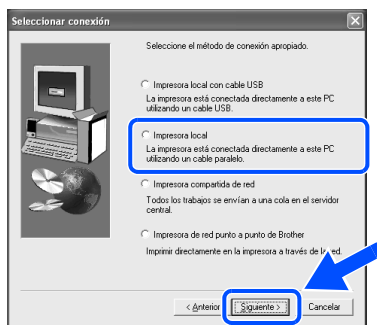 Seleccionar conexión
Seleccione el método de conexión apropiado.
Impresora local con cable USB
La impresora está conectada directamente a este PC
utilizando un cable USB.
Impresora local
La impresora está conectada directamente a este PC
utilizando un cable paralelo.
Impresora compartida de red
Todos los trabajos se envían a una cola en el servidor
central.
Impresora de red punto a punto de Brother
Imprimir directamente en la impresora a través de la red.
< Anterior
Siguiente >
Cancelar